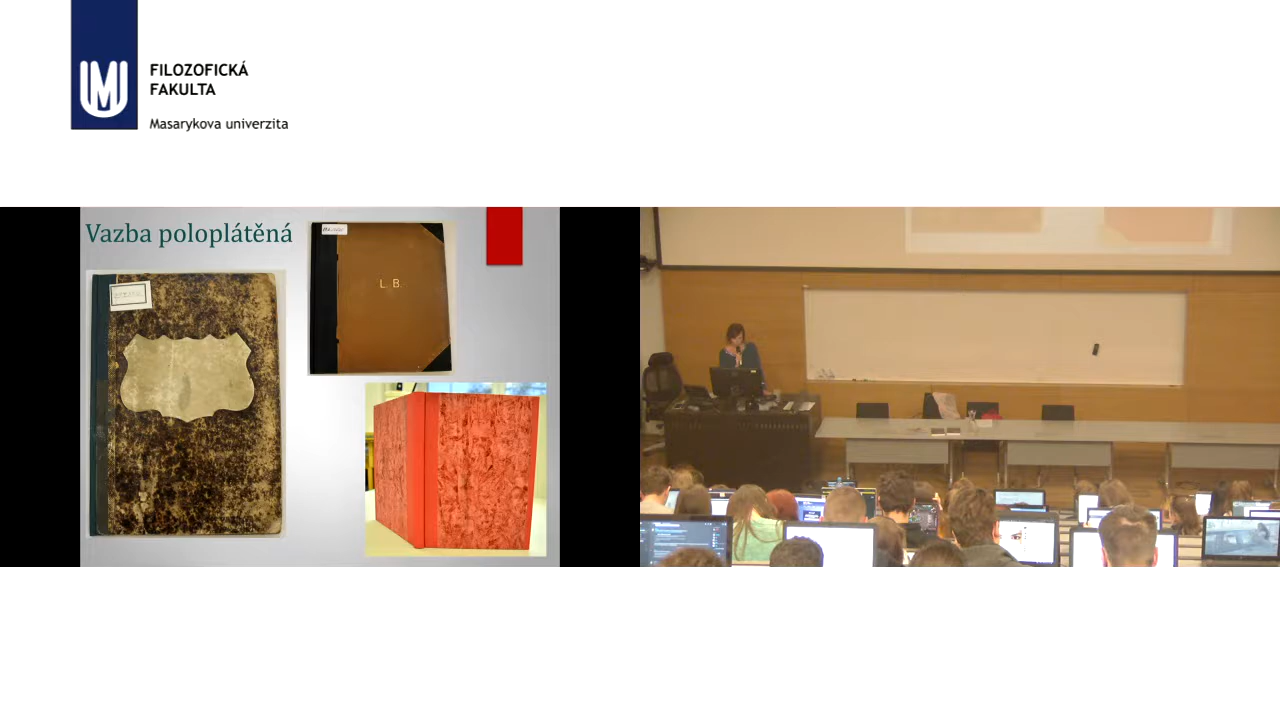 FILOZOFICKÁ
FAKULTA
Masarykova univerzita
Vazba poloplátěná
L. B.